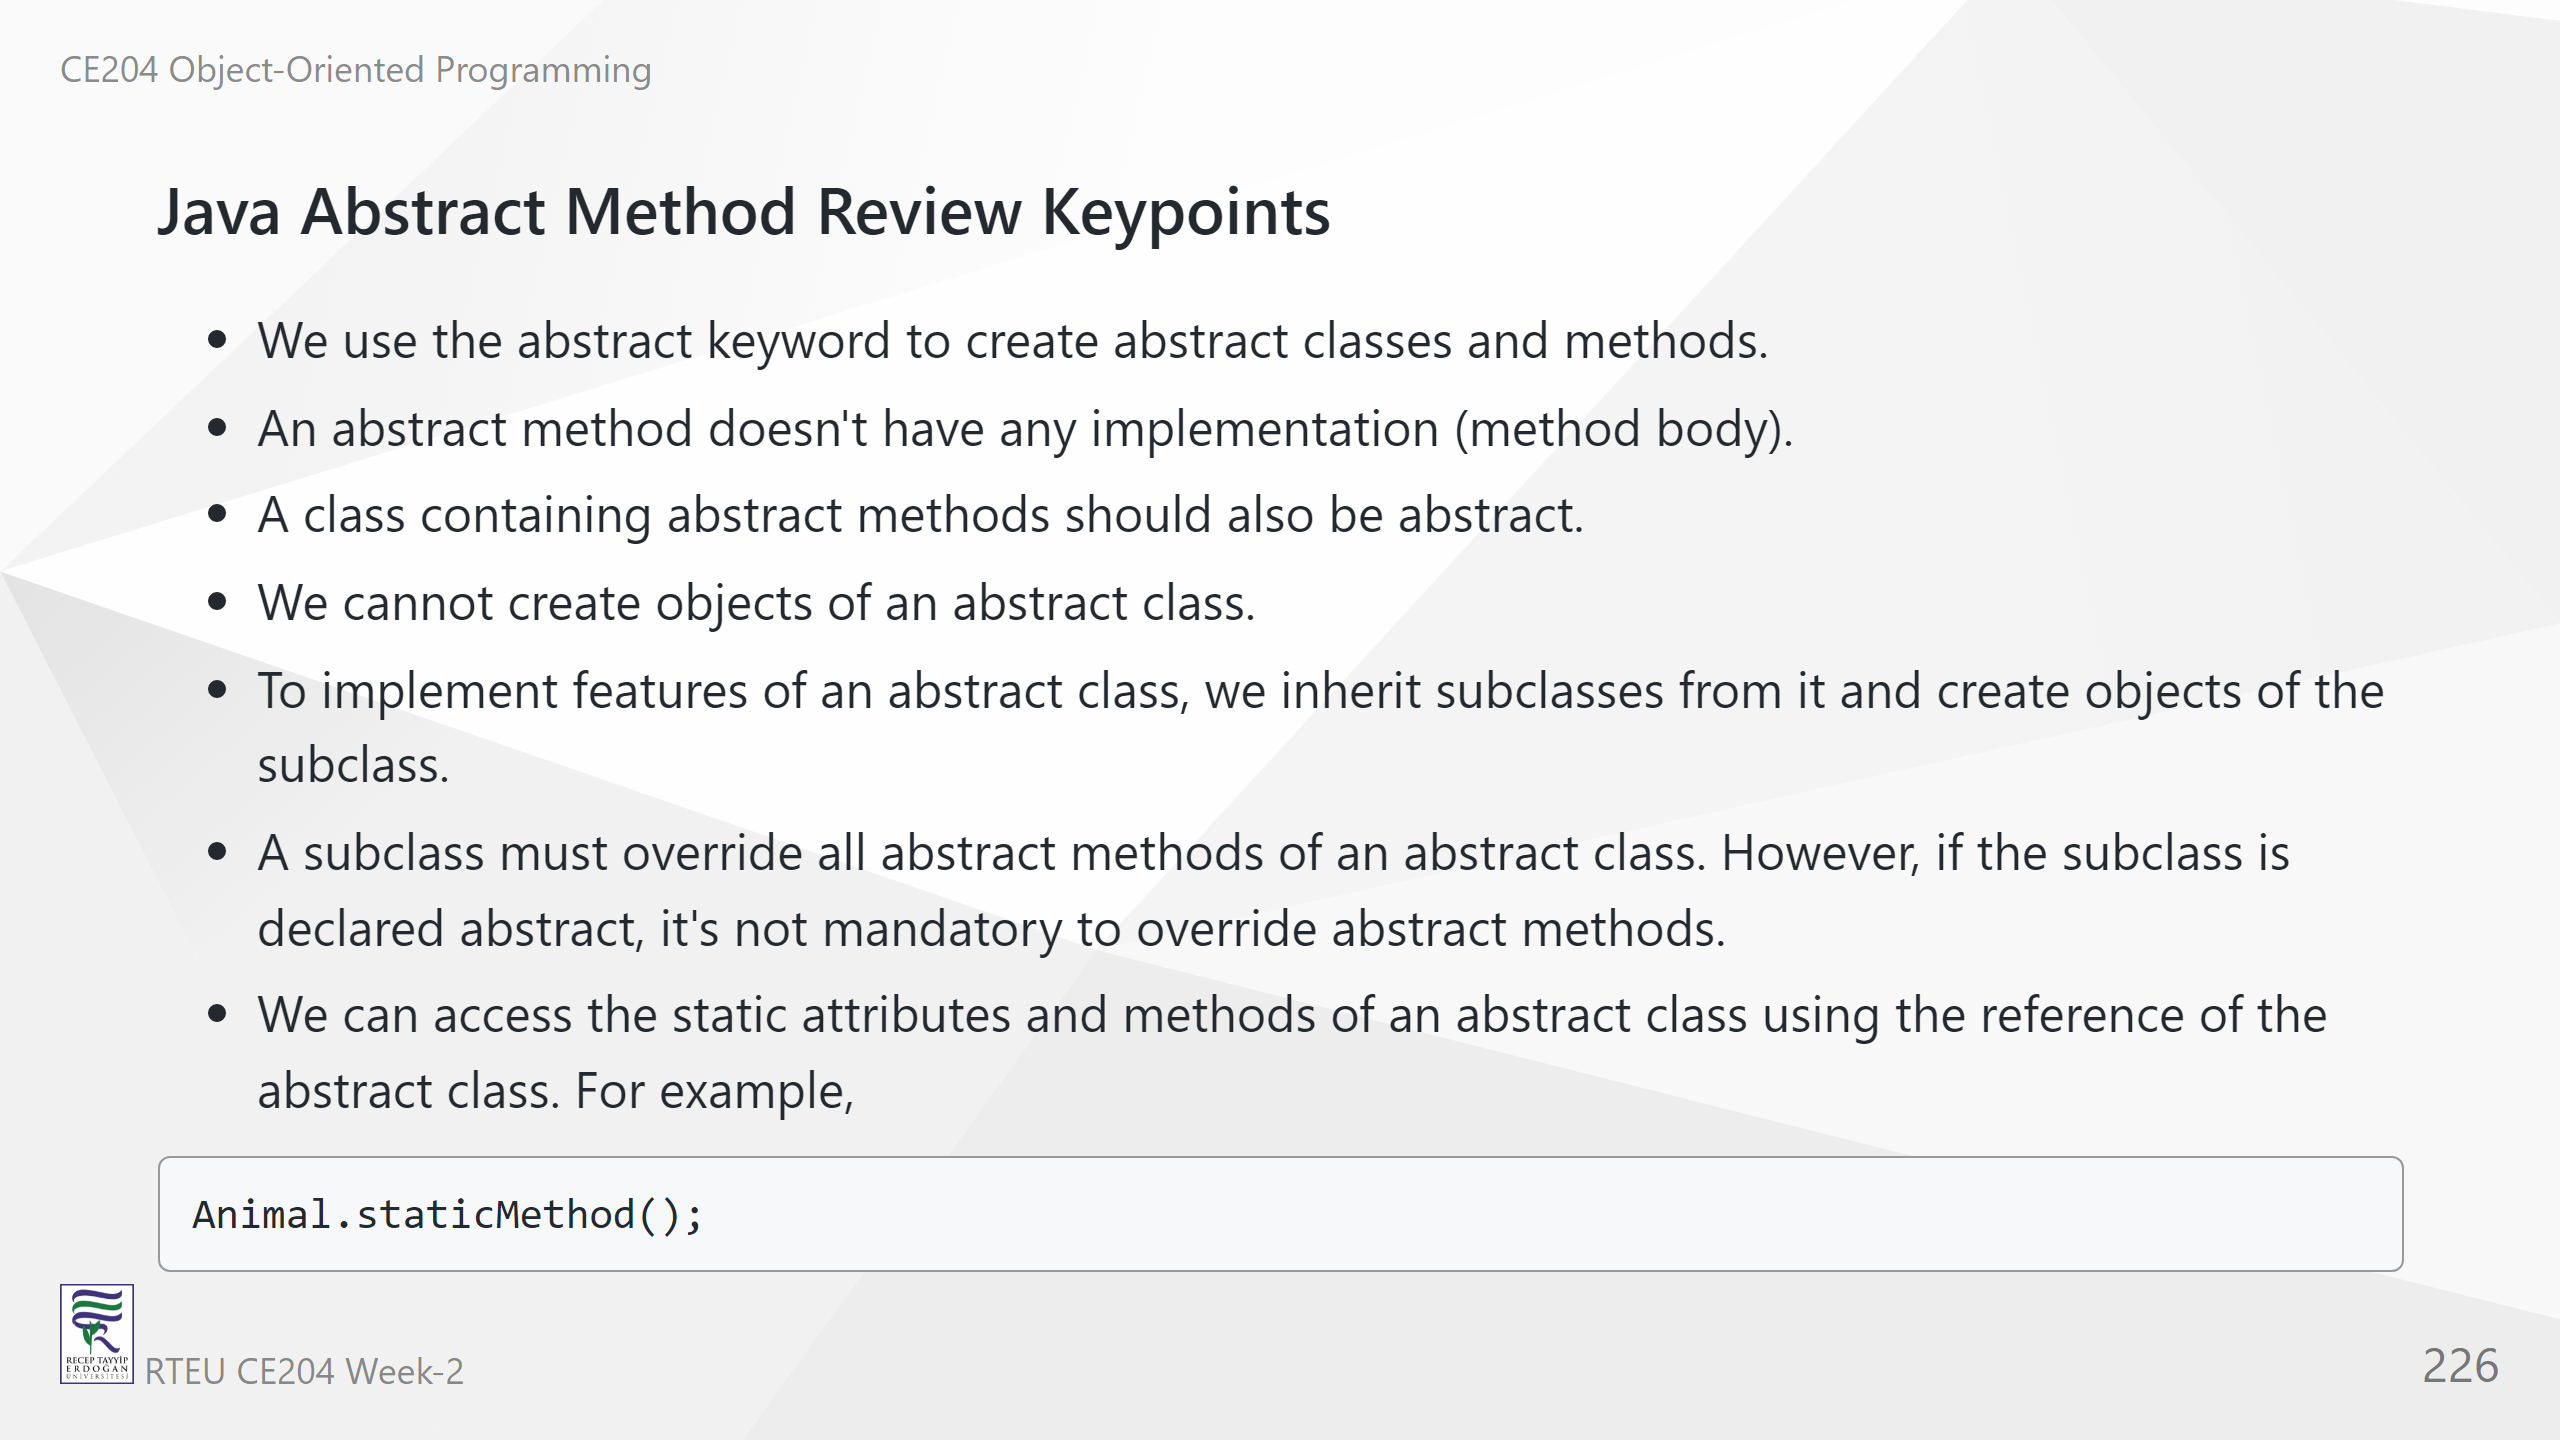 CE204 Object-Oriented Programming
Java Abstract Method Review Keypoints
• We use the abstract keyword to create abstract classes and methods.
• An abstract method doesn't have any implementation (method body).
• A class containing abstract methods should also be abstract.
• We cannot create objects of an abstract class.
• To implement features of an abstract class, we inherit subclasses from it and create objects of the
subclass.
• A subclass must override all abstract methods of an abstract class. However, if the subclass is
declared abstract, it's not mandatory to override abstract methods.
• We can access the static attributes and methods of an abstract class using the reference of the
abstract class. For example,
Animal.staticMethod();
RECEP TAYYİP
ERDOĞAN
ÜNİVERSİTESİ
RTEU CE204 Week-2
226